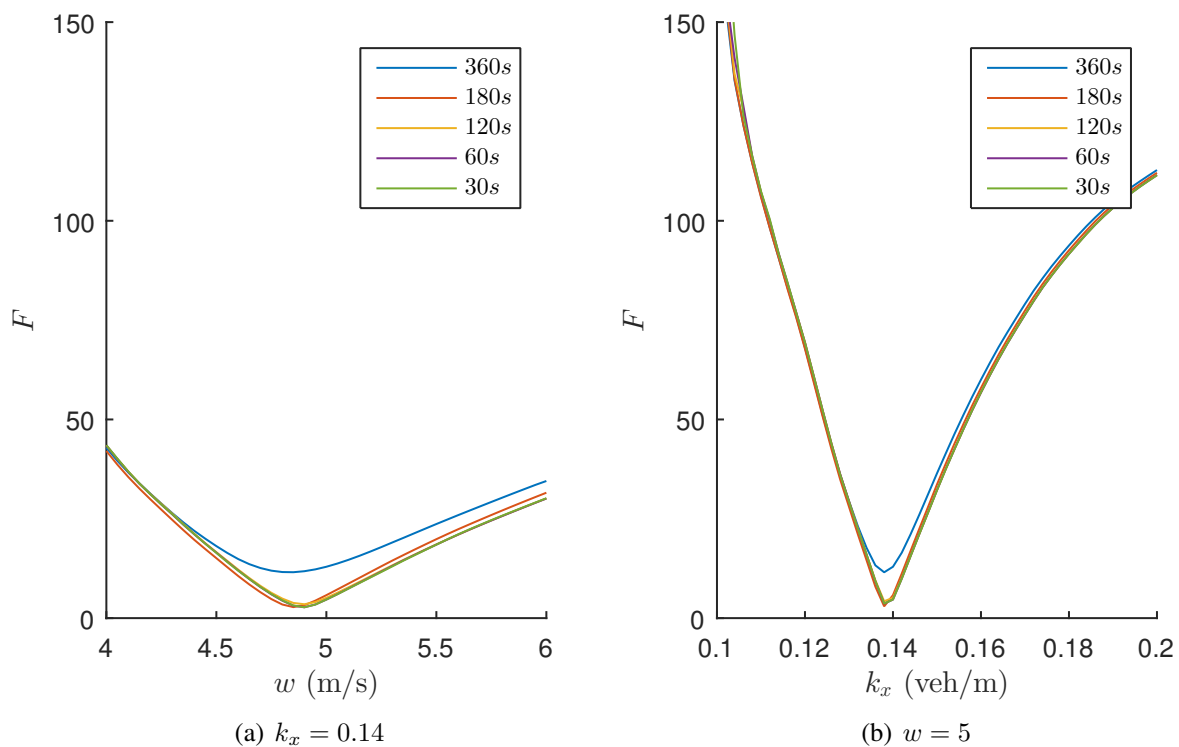 150
100
50
0
F
4
4.5
5
5.5
6
w (m/s)
360s
180s
120s
60s
30s
(a) k_x = 0.14
150
100
50
0
F
0.1
0.12
0.14
0.16
0.18
0.2
k_x (veh/m)
360s
180s
120s
60s
30s
(b) w = 5